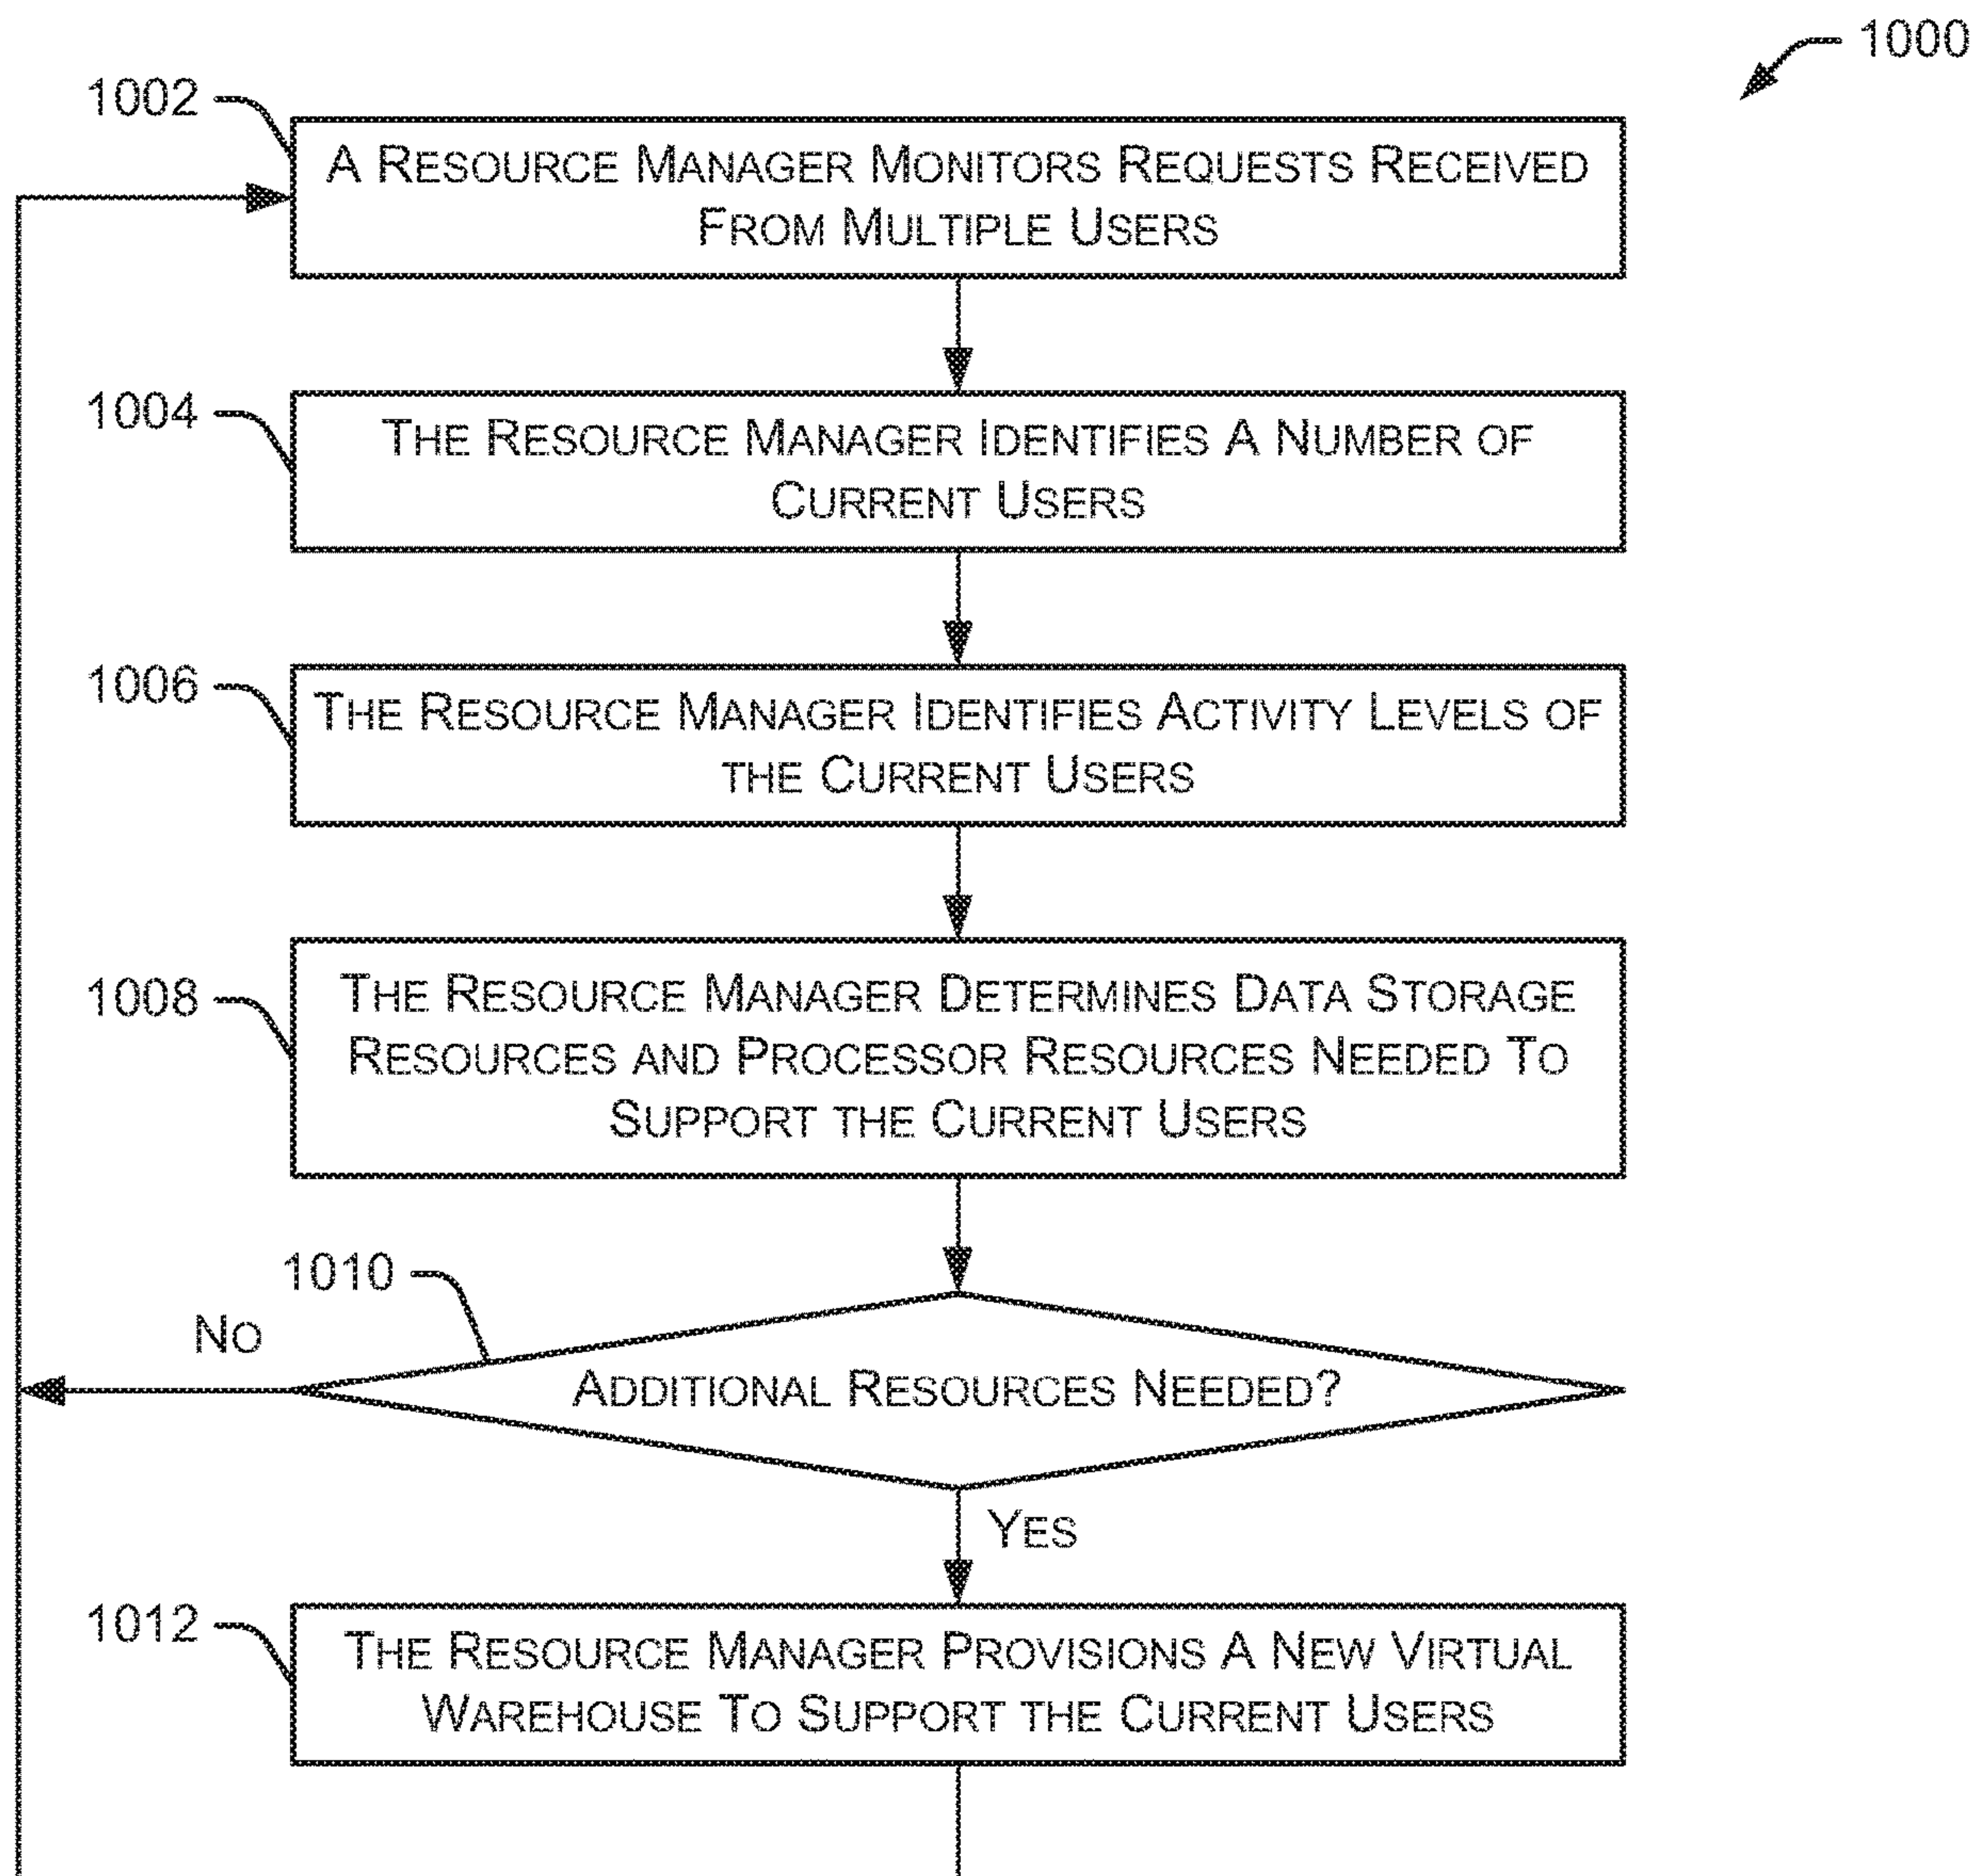 1000
1002
A RESOURCE MANAGER MONITORS REQUESTS RECEIVED
FROM MULTIPLE USERS
1004
THE RESOURCE MANAGER IDENTIFIES A NUMBER OF
CURRENT USERS
1006
THE RESOURCE MANAGER IDENTIFIES ACTIVITY LEVELS OF
THE CURRENT USERS
1008
THE RESOURCE MANAGER DETERMINES DATA STORAGE
RESOURCES AND PROCESSOR RESOURCES NEEDED TO
SUPPORT THE CURRENT USERS
1010
NO
ADDITIONAL RESOURCES NEEDED?
YES
1012
THE RESOURCE MANAGER PROVISIONS A NEW VIRTUAL
WAREHOUSE TO SUPPORT THE CURRENT USERS